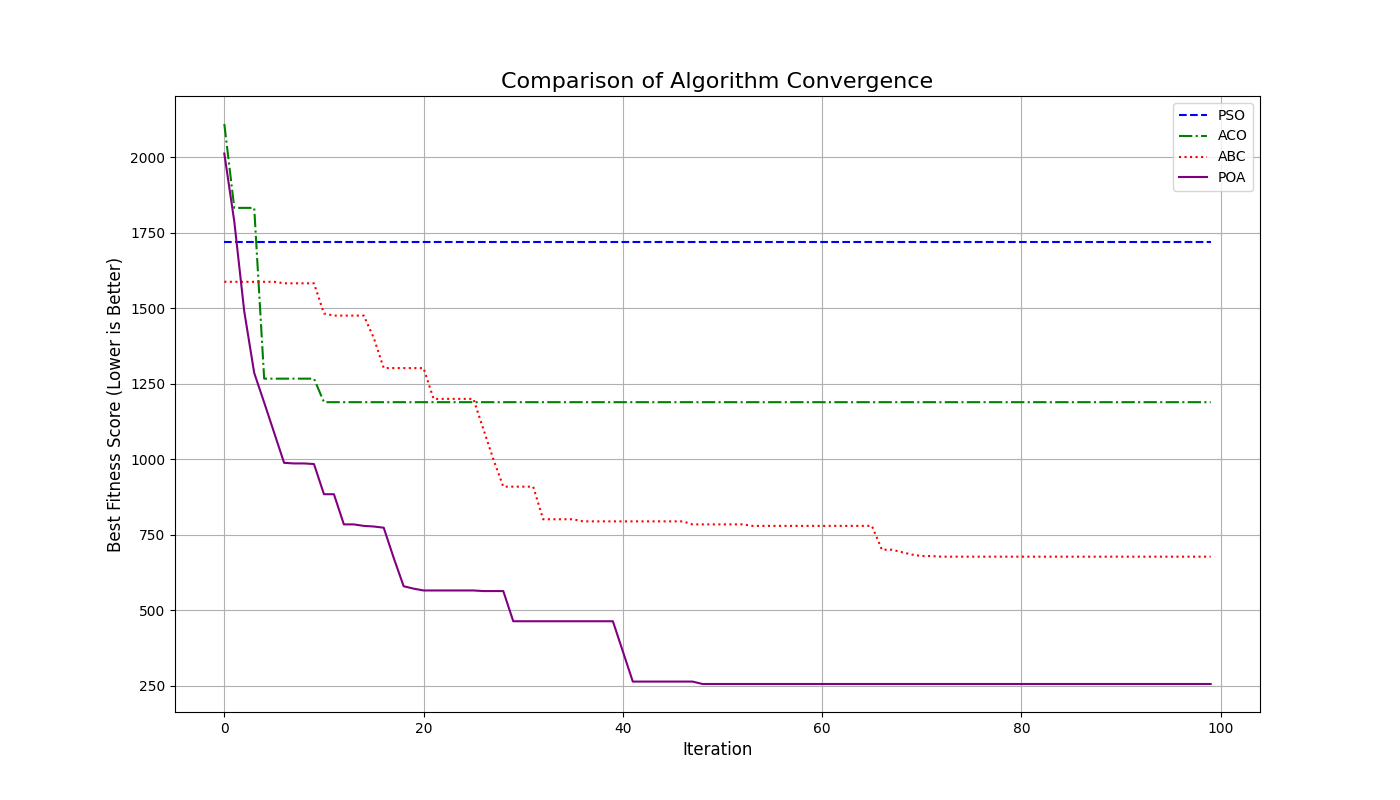 Comparison of Algorithm Convergence
PSO
ACO
ABC
POA
Best Fitness Score (Lower is Better)
2000
1750
1500
1250
1000
750
500
250
0 20 40 60 80 100
Iteration